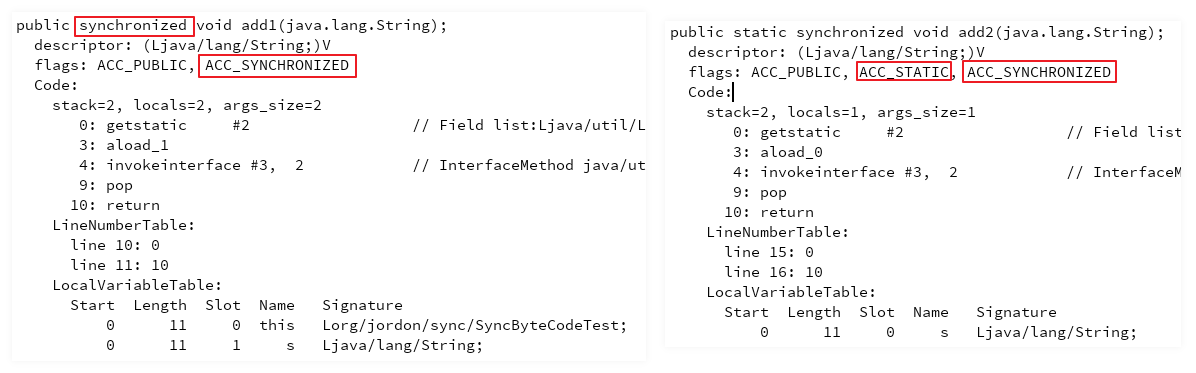 public synchronized void add1(java.lang.String);
descriptor: (Ljava/lang/String;)V
flags: ACC_PUBLIC, ACC_SYNCHRONIZED
Code:
stack=2, locals=2, args_size=2
0: getstatic #2 // Field list:Ljava/util/L
3: aload_1
4: invokeinterface #3, 2 // InterfaceMethod java/ut
9: pop
10: return
LineNumberTable:
line 10: 0
line 11: 10
LocalVariableTable:
Start Length Slot Name Signature
0 11 0 this Lorg/jordon/sync/SyncByteCodeTest;
0 11 1 s Ljava/lang/String;
public static synchronized void add2(java.lang.String);
descriptor: (Ljava/lang/String;)V
flags: ACC_PUBLIC, ACC_STATIC, ACC_SYNCHRONIZED
Code:
stack=2, locals=1, args_size=1
0: getstatic #2 // Field list
3: aload_0
4: invokeinterface #3, 2 // InterfaceM
9: pop
10: return
LineNumberTable:
line 15: 0
line 16: 10
LocalVariableTable:
Start Length Slot Name Signature
0 11 0 s Ljava/lang/String;